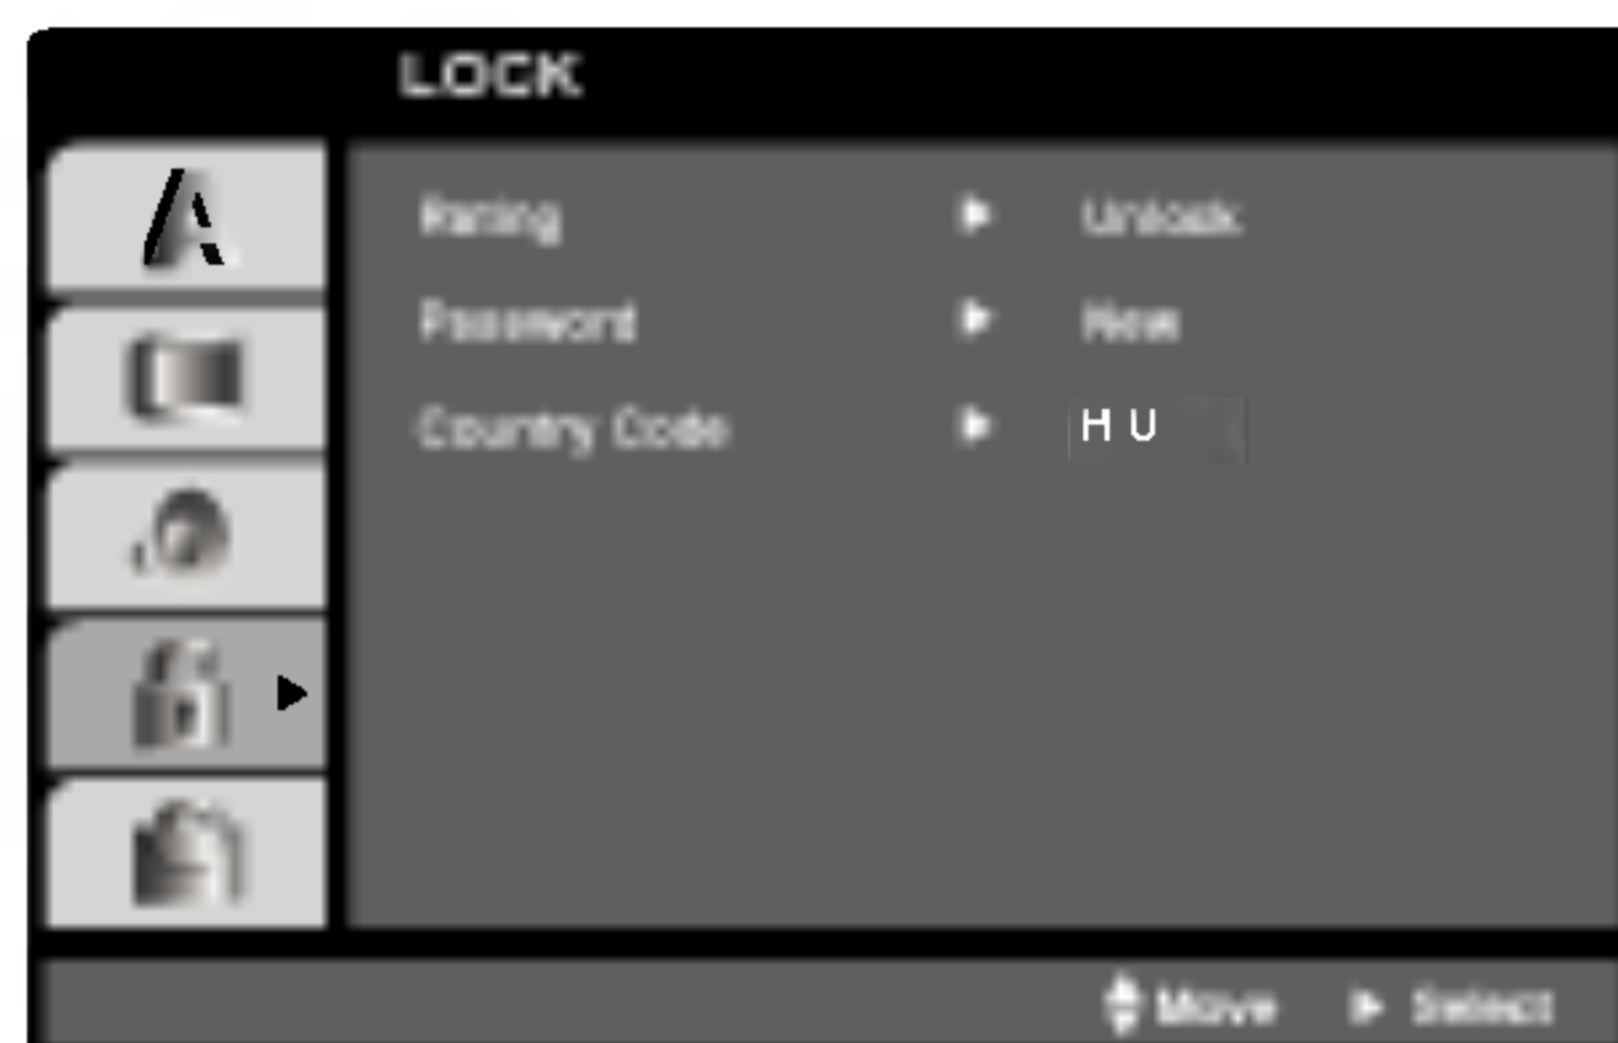 LOCK
Rating ▶ Unlock
Password ▶ New
Country Code ▶ H U
Move ▶ Select